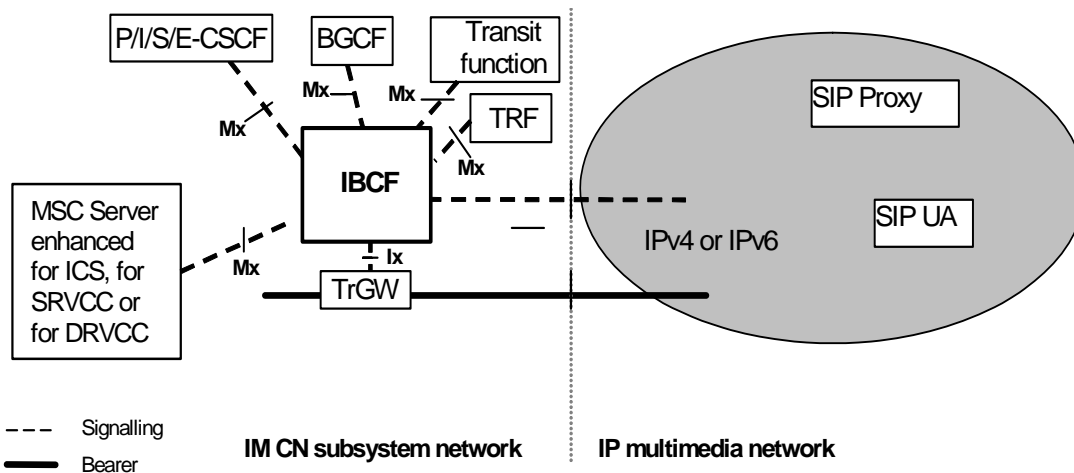 P/I/S/E-CSCF
BGCF
Transit
function
Mx
Mx
Mx
TRF
Mx
SIP Proxy
IBCF
MSC Server
enhanced
for ICS, for
SRVCC or
for DRVCC
Mx
SIP UA
IPv4 or IPv6
Ix
TrGW
Signalling
Bearer
IM CN subsystem network
IP multimedia network